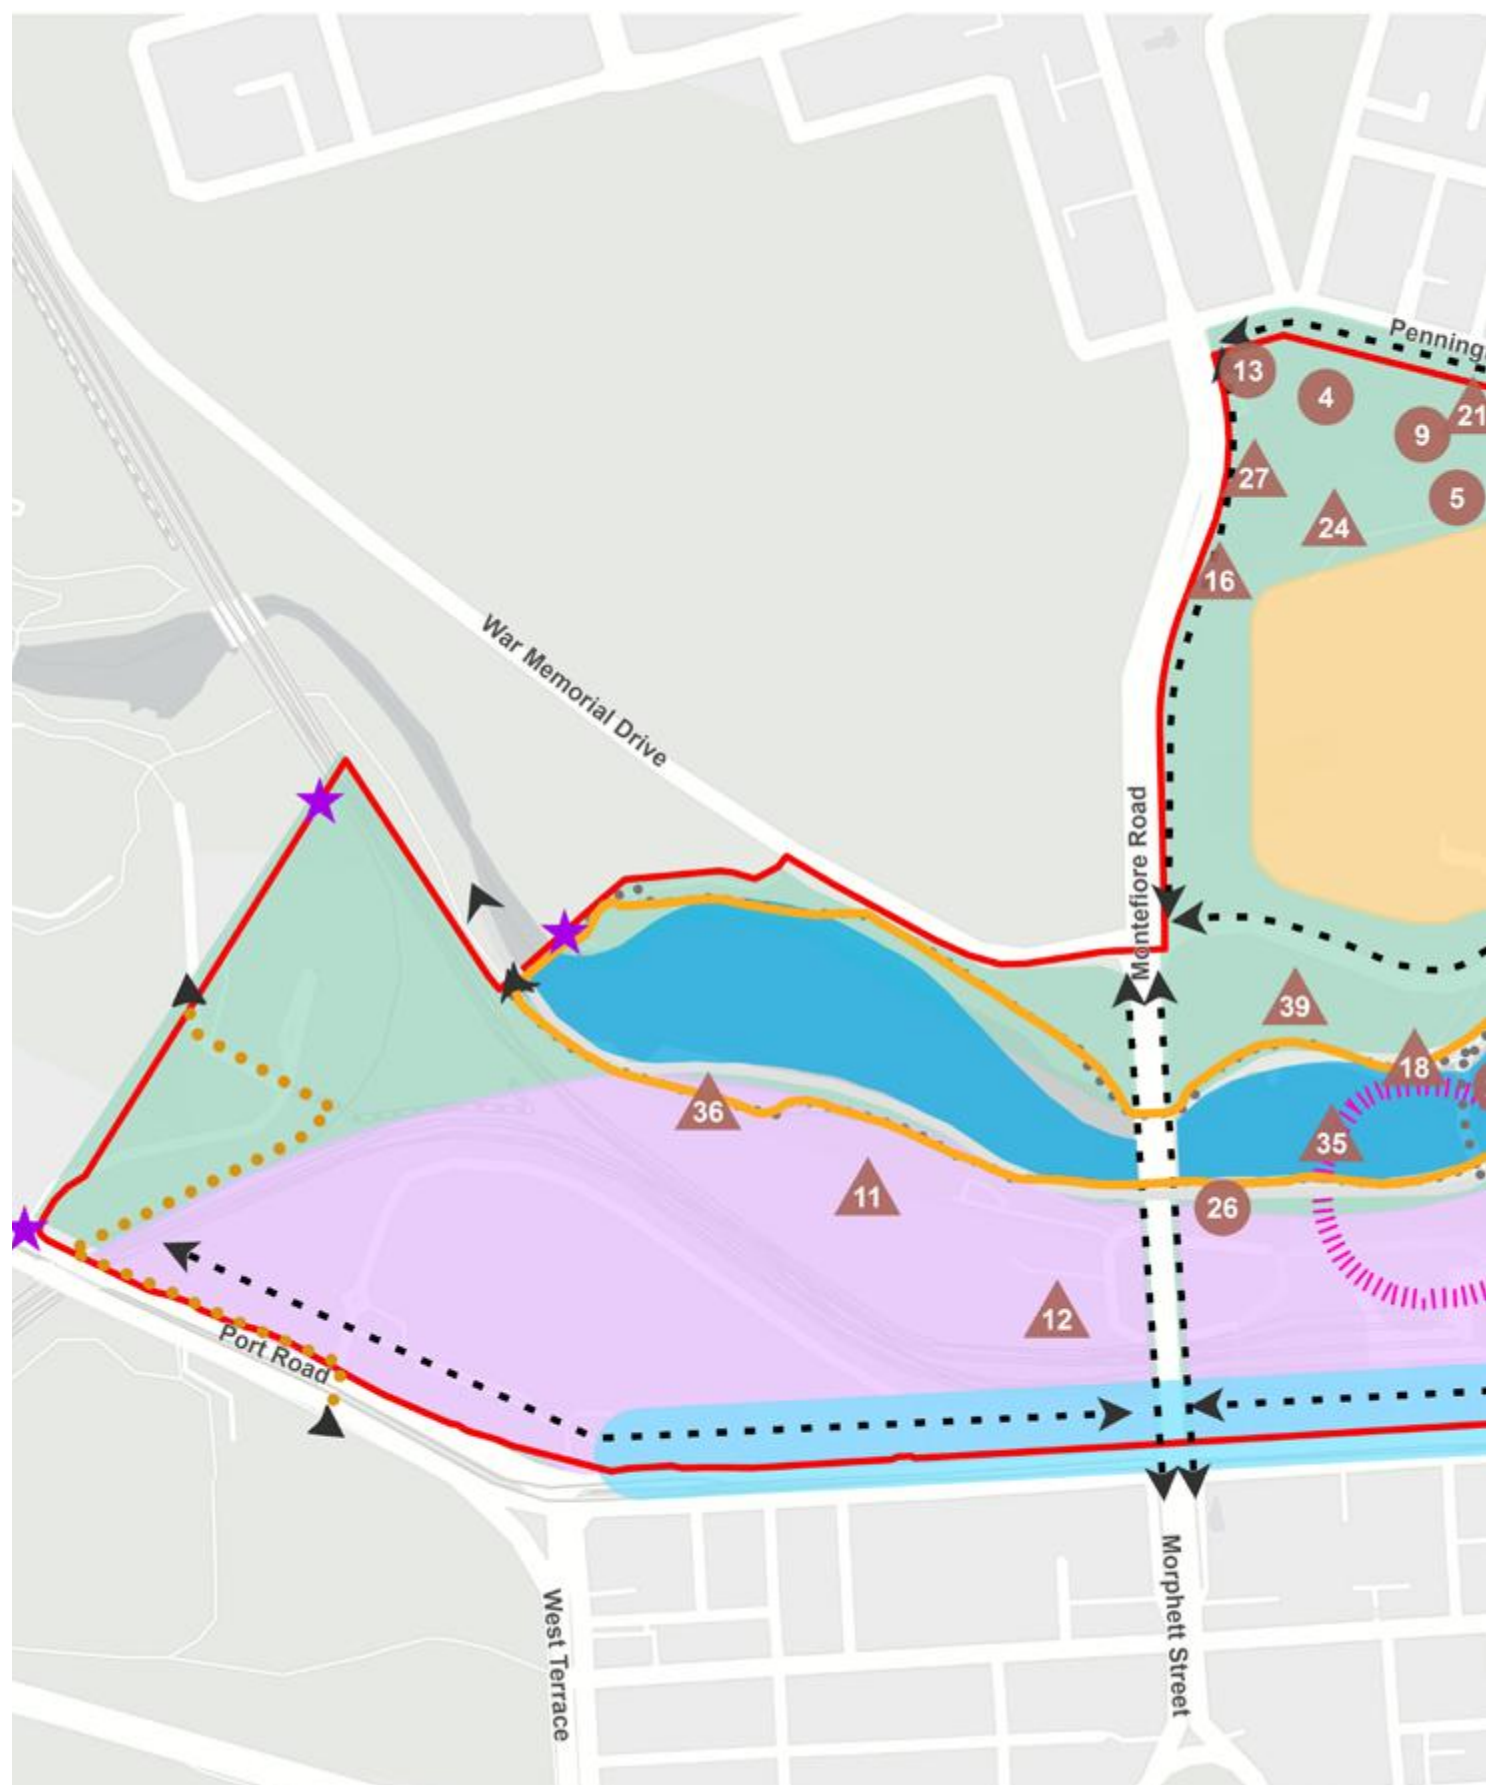 Penning
13
4
9
21
27
5
24
16
War Memorial Drive
Montefiore Road
39
18
36
35
11
26
12
Port Road
West Terrace
Morphett Street